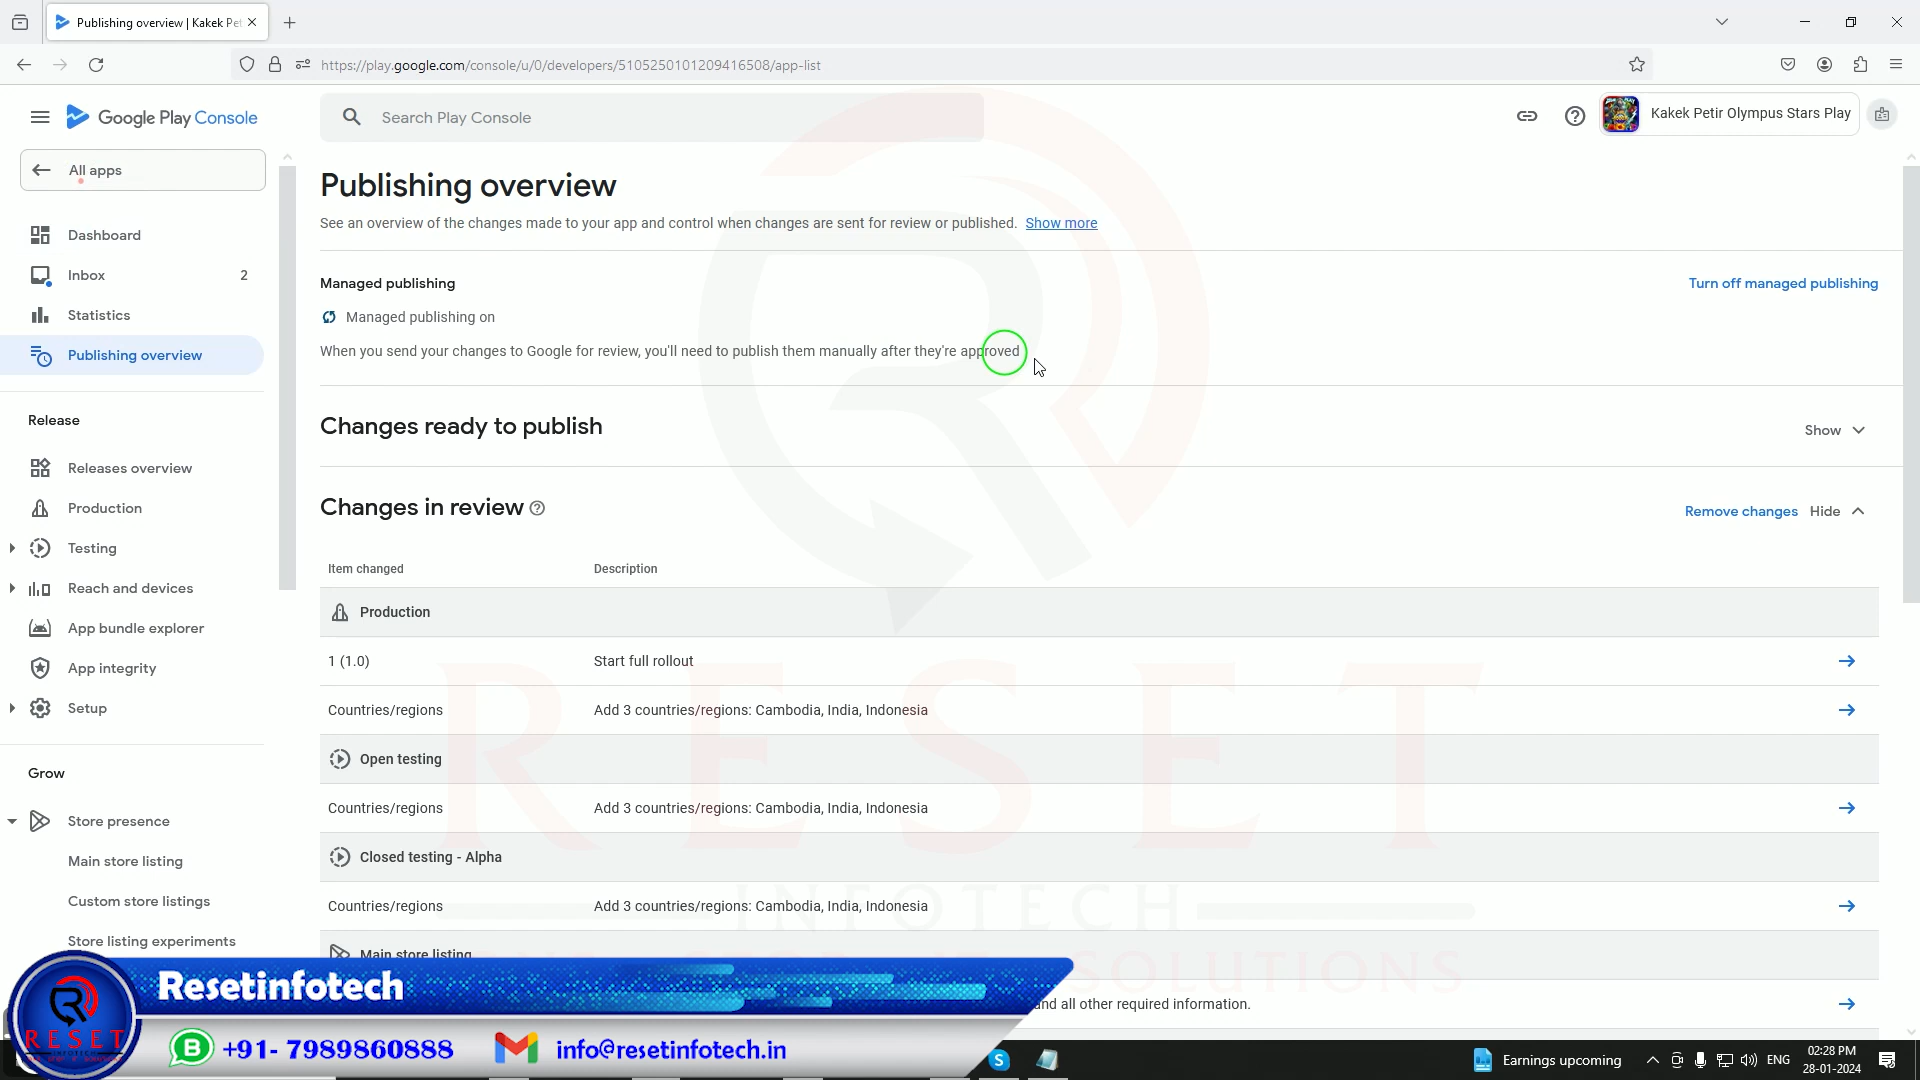 Publishing overview | Kakek Pet
https://play.google.com/console/u/0/developers/5105250101209416508/app-list
Google Play Console
Search Play Console
Kakek Petir Olympus Stars Play
All apps
Dashboard
Inbox 2
Statistics
Publishing overview
Release
Releases overview
Production
Testing
Reach and devices
App bundle explorer
App integrity
Setup
Grow
Store presence
Main store listing
Custom store listings
Store listing experiments
Publishing overview
See an overview of the changes made to your app and control when changes are sent for review or published. Show more
Managed publishing
Turn off managed publishing
Managed publishing on
When you send your changes to Google for review, you'll need to publish them manually after they're approved
Changes ready to publish
Show
Changes in review
Remove changes Hide
Item changed Description
Production
1 (1.0) Start full rollout
Countries/regions Add 3 countries/regions: Cambodia, India, Indonesia
Open testing
Countries/regions Add 3 countries/regions: Cambodia, India, Indonesia
Closed testing - Alpha
Countries/regions Add 3 countries/regions: Cambodia, India, Indonesia
Main store listing
and all other required information.
RESET
INFOTECH
SOLUTIONS
Resetinfotech
RESET
+91- 7989860888
info@resetinfotech.in
Earnings upcoming
ENG
02:28 PM
28-01-2024